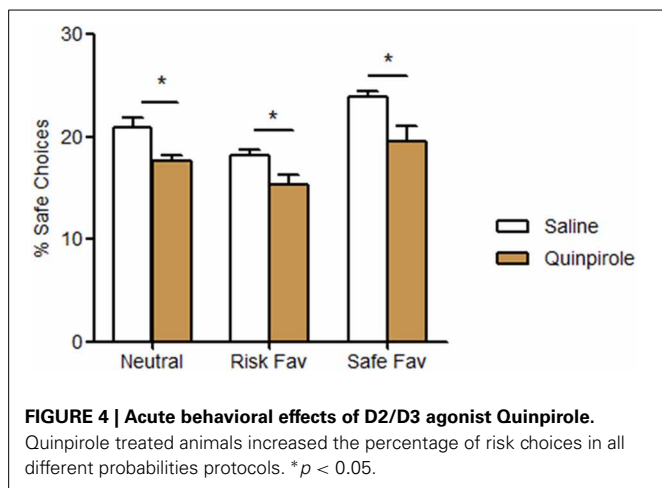 30
20
10
0
% Safe Choices
*
*
*
Neutral
Risk Fav
Safe Fav
Saline
Quinpirole
FIGURE 4 | Acute behavioral effects of D2/D3 agonist Quinpirole.
Quinpirole treated animals increased the percentage of risk choices in all
different probabilities protocols. *p < 0.05.